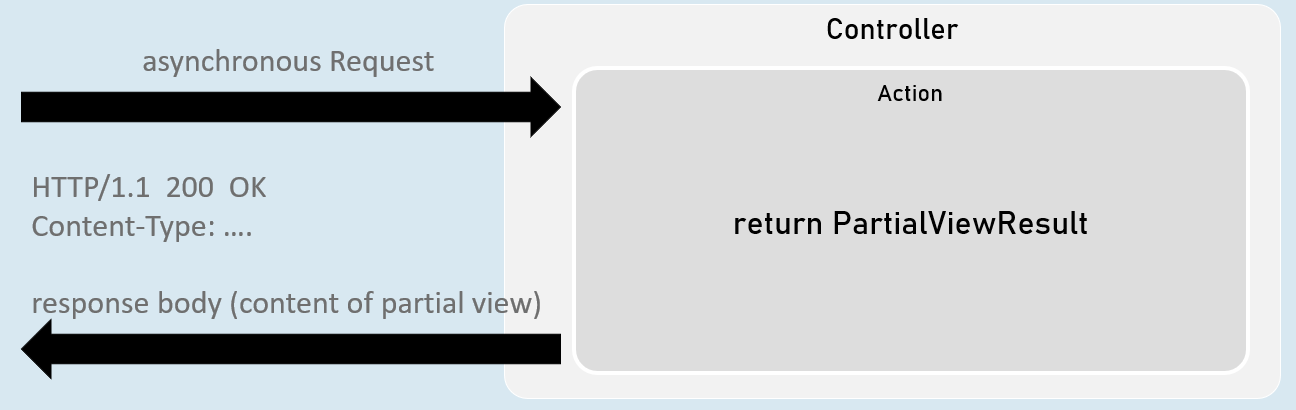 Controller
asynchronous Request
Action
HTTP/1.1 200 OK
Content-Type: ....
return PartialViewResult
response body (content of partial view)